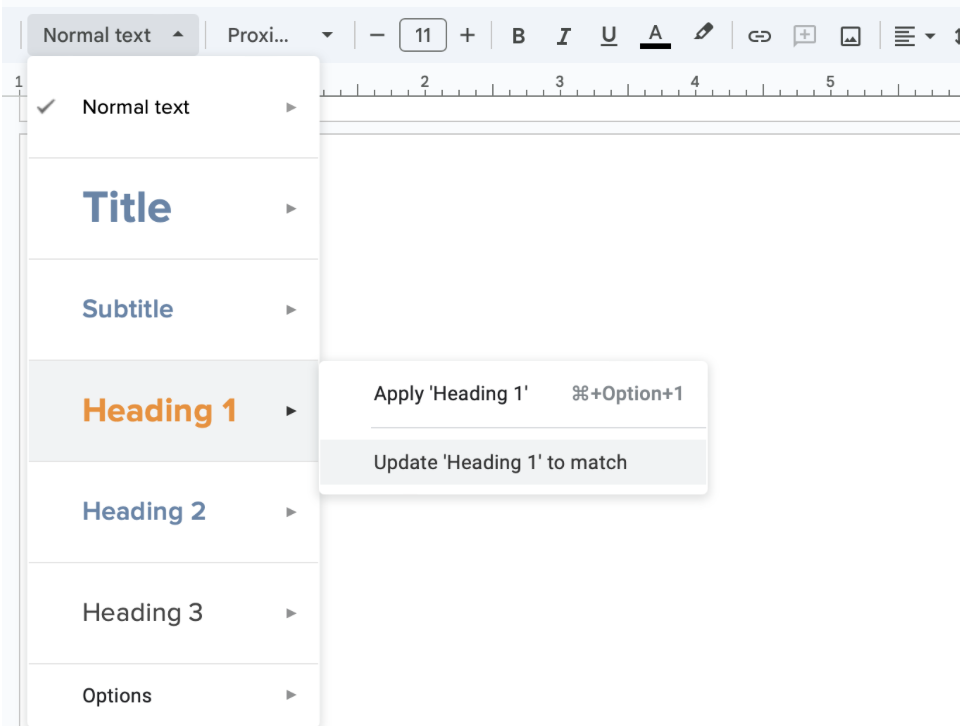 Normal text Proxi... − 11 + B I U A
1 2 3 4 5
Normal text
Title
Subtitle
Heading 1
Apply 'Heading 1' ⌘+Option+1
Update 'Heading 1' to match
Heading 2
Heading 3
Options